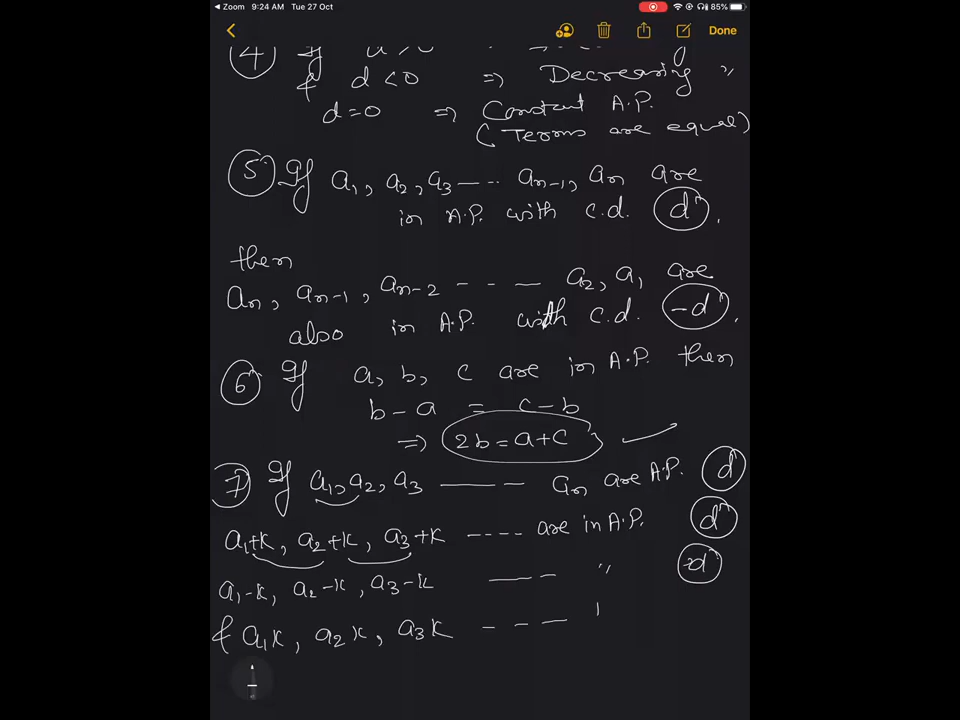 Zoom 9:24 AM Tue 27 Oct 85%
Done
(4) If
& d<0 ⇒ Decreasing "
d=0 ⇒ Constant A.P.
(Terms are equal)
(5) If a₁, a₂, a₃ —-- aₙ₋₁, aₙ are
in A.P. with c.d. d.
then
aₙ, aₙ₋₁, aₙ₋₂ ---— a₂, a₁ are
also in A.P. with c.d. -d.
(6) If a, b, c are in A.P. then
b-a = c-b
⇒ 2b=a+c
(7) If a₁, a₂, a₃ ——-- aₙ are A.P. d
a₁+k, a₂+k, a₃+k ---- are in A.P. d
a₁-k, a₂-k, a₃-k —-- " -d
& a₁k, a₂k, a₃k ---